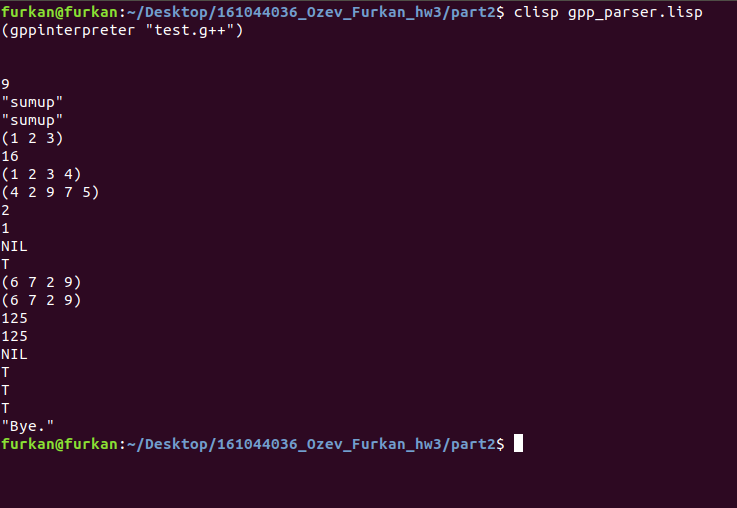 furkan@furkan:~/Desktop/161044036_Ozev_Furkan_hw3/part2$ clisp gpp_parser.lisp
(gppinterpreter "test.g++")
9
"sumup"
"sumup"
(1 2 3)
16
(1 2 3 4)
(4 2 9 7 5)
2
1
NIL
T
(6 7 2 9)
(6 7 2 9)
125
125
NIL
T
T
T
"Bye."
furkan@furkan:~/Desktop/161044036_Ozev_Furkan_hw3/part2$